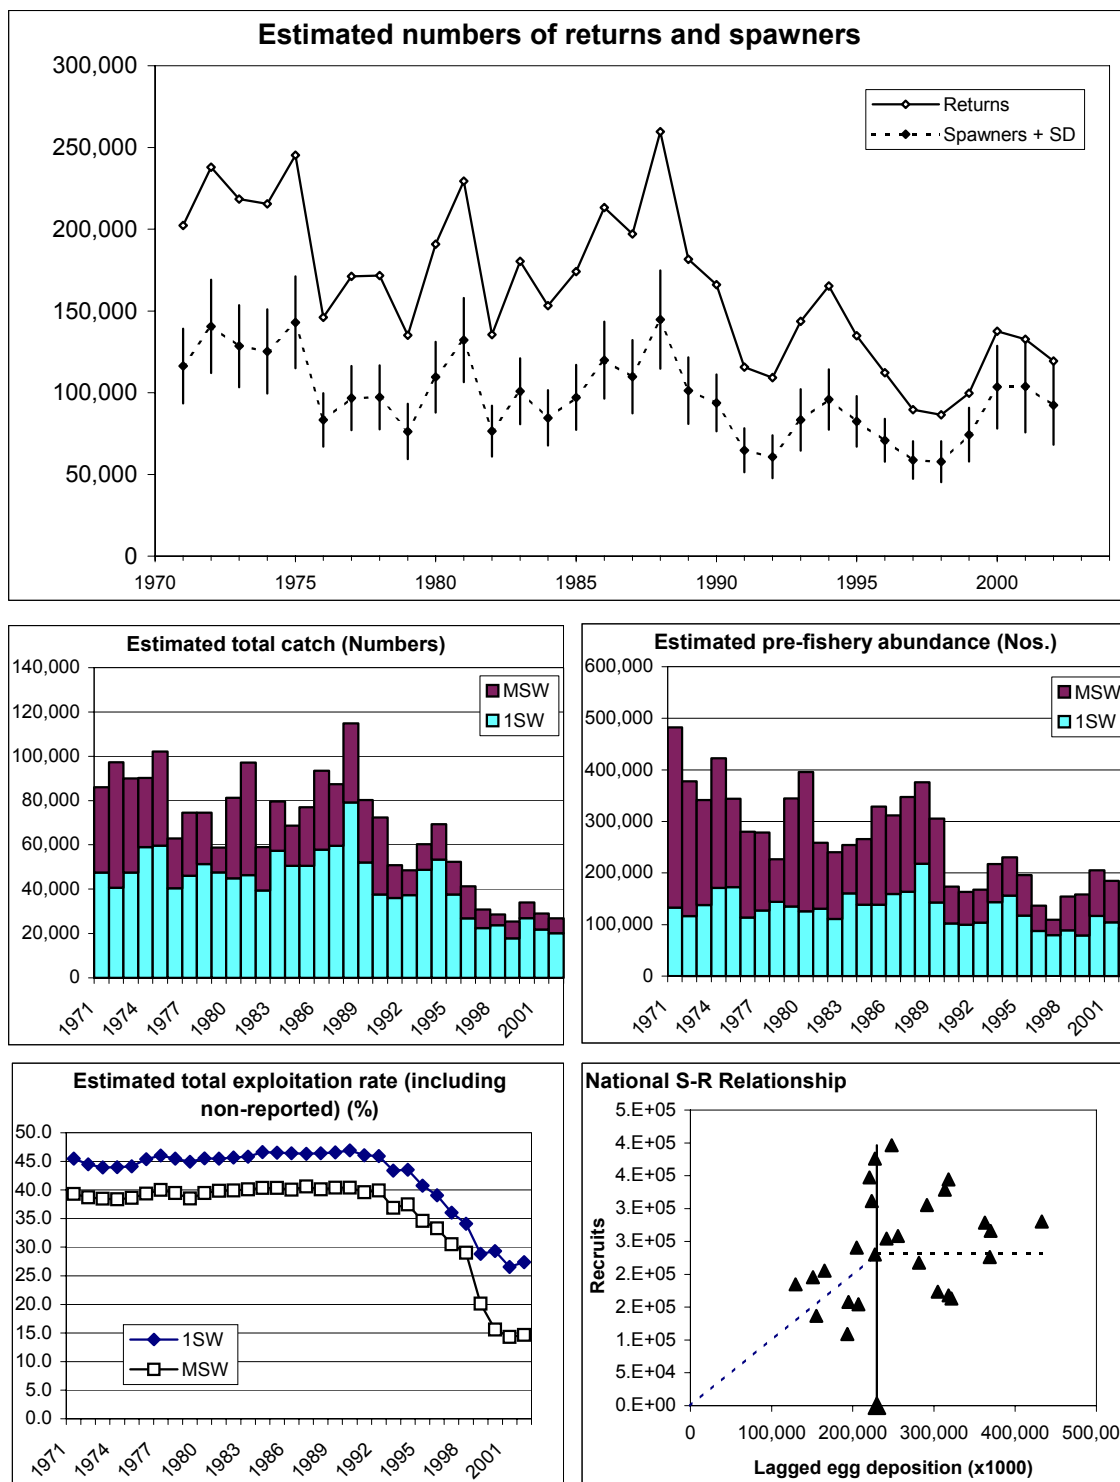 Estimated numbers of returns and spawners
300,000
250,000
200,000
150,000
100,000
50,000
0
1970 1975 1980 1985 1990 1995 2000
Returns
Spawners + SD
Estimated total catch (Numbers)
140,000
120,000
100,000
80,000
60,000
40,000
20,000
0
MSW
1SW
1971 1974 1977 1980 1983 1986 1989 1992 1995 1998 2001
Estimated pre-fishery abundance (Nos.)
600,000
500,000
400,000
300,000
200,000
100,000
0
MSW
1SW
1971 1974 1977 1980 1983 1986 1989 1992 1995 1998 2001
Estimated total exploitation rate (including
non-reported) (%)
50.0
45.0
40.0
35.0
30.0
25.0
20.0
15.0
10.0
5.0
0.0
1SW
MSW
1971 1974 1977 1980 1983 1986 1989 1992 1995 1998 2001
National S-R Relationship
Recruits
5.E+05
4.E+05
4.E+05
3.E+05
3.E+05
2.E+05
2.E+05
1.E+05
5.E+04
0.E+00
0 100,000 200,000 300,000 400,000 500,00
Lagged egg deposition (x1000)